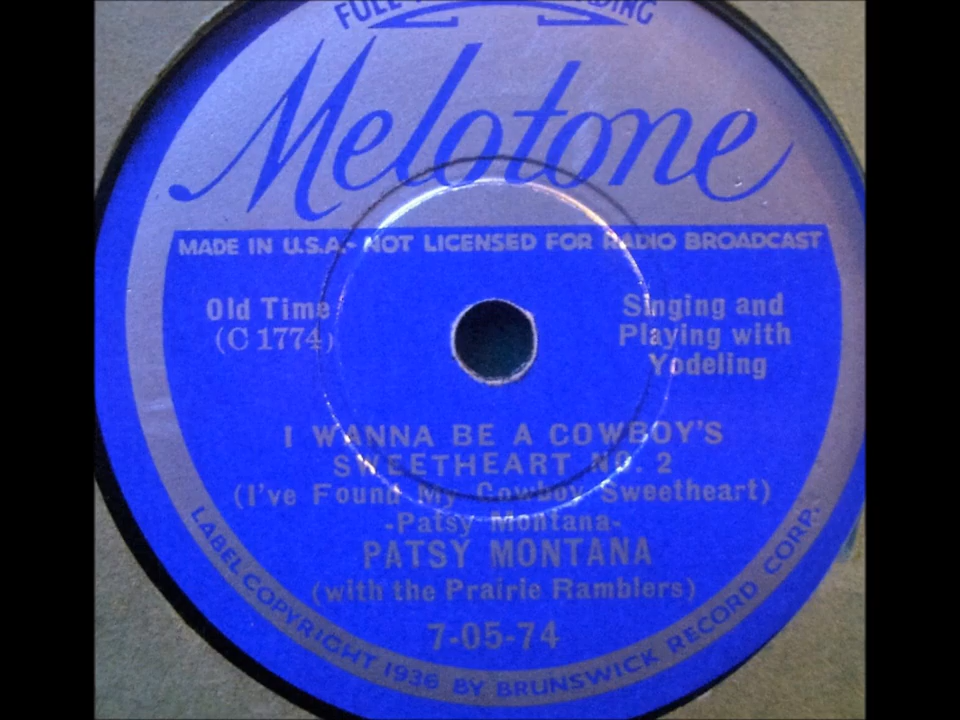 FULL
Melotone
MADE IN U.S.A.- NOT LICENSED FOR RADIO BROADCAST
Old Time
(C 1774)
Singing and
Playing with
Yodeling
I WANNA BE A COWBOY'S
SWEETHEART NO. 2
(I've Found My Cowboy Sweetheart)
-Patsy Montana-
PATSY MONTANA
(with the Prairie Ramblers)
7-05-74
LABEL COPYRIGHT 1936 BY BRUNSWICK RECORD CORP.